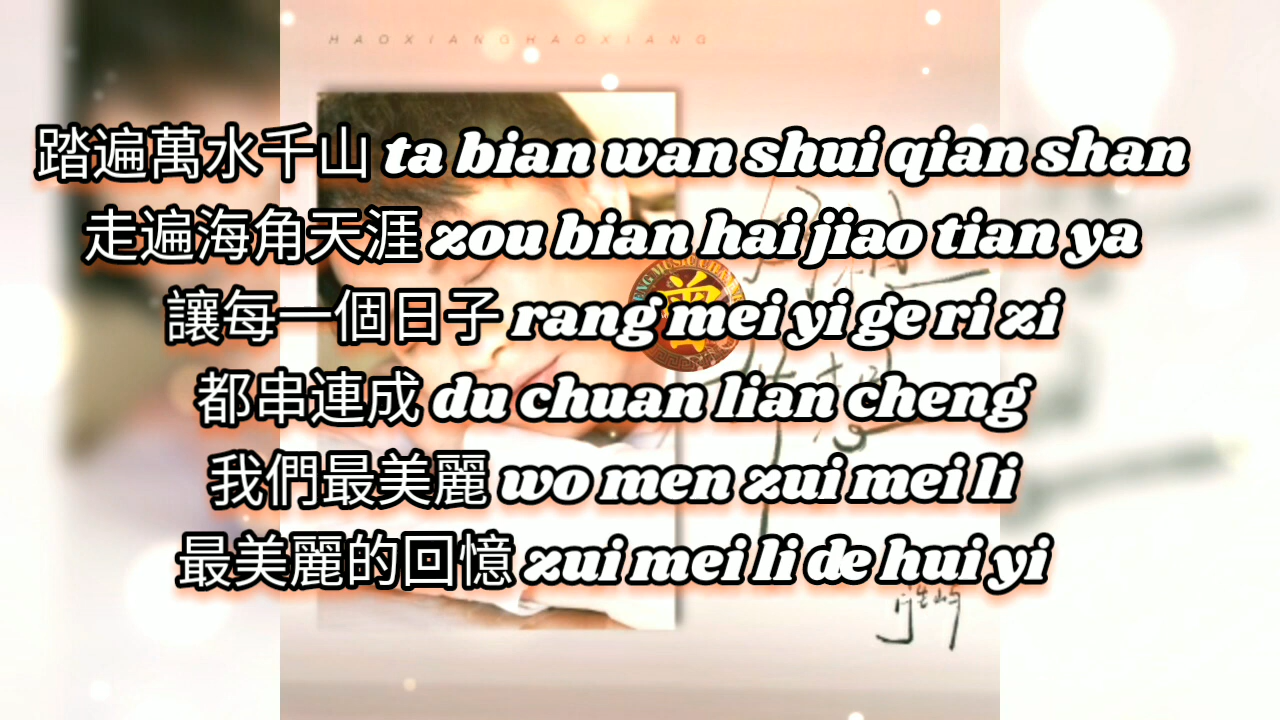 HAOXIANGHAOXIANG
踏遍萬水千山 ta bian wan shui qian shan
走遍海角天涯 zou bian hai jiao tian ya
讓每一個日子 rang mei yi ge ri zi
都串連成 du chuan lian cheng
我們最美麗 wo men zui mei li
最美麗的回憶 zui mei li de hui yi